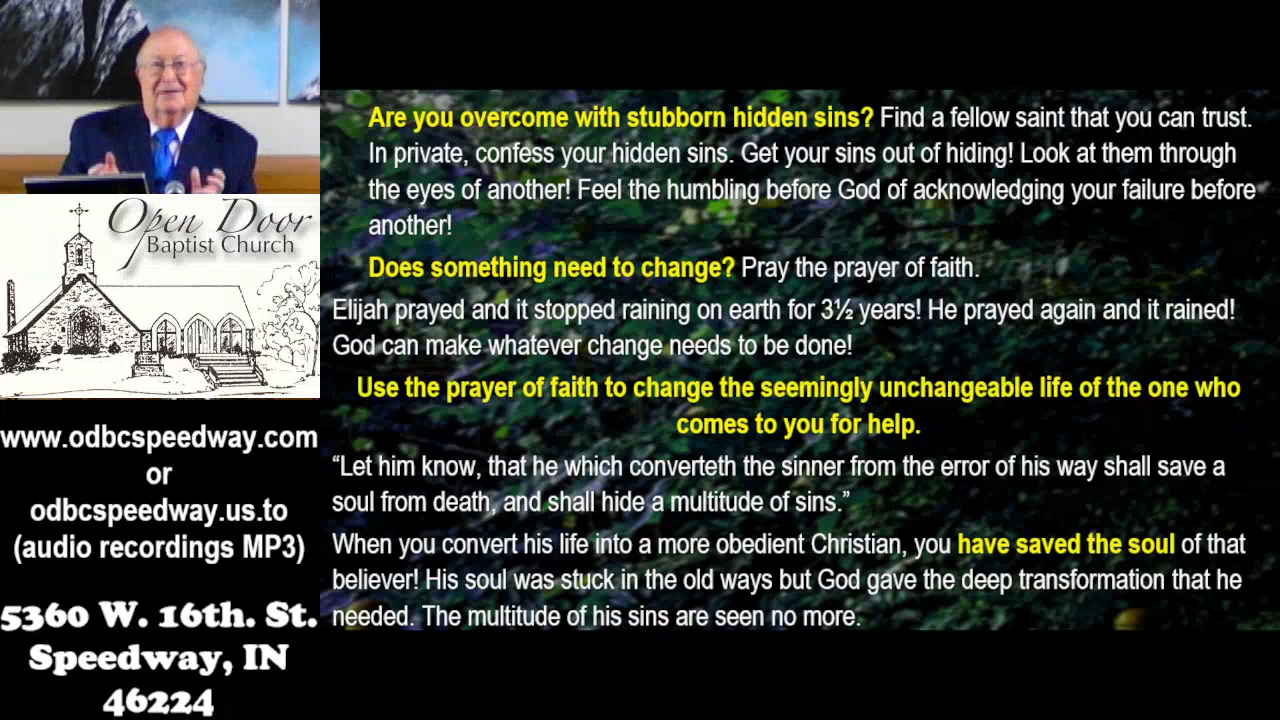 Open Door
Baptist Church
www.odbcspeedway.com
or
odbcspeedway.us.to
(audio recordings MP3)
5360 W. 16th. St.
Speedway, IN
46224
Are you overcome with stubborn hidden sins? Find a fellow saint that you can trust.
In private, confess your hidden sins. Get your sins out of hiding! Look at them through
the eyes of another! Feel the humbling before God of acknowledging your failure before
another!
Does something need to change? Pray the prayer of faith.
Elijah prayed and it stopped raining on earth for 3½ years! He prayed again and it rained!
God can make whatever change needs to be done!
Use the prayer of faith to change the seemingly unchangeable life of the one who
comes to you for help.
“Let him know, that he which converteth the sinner from the error of his way shall save a
soul from death, and shall hide a multitude of sins.”
When you convert his life into a more obedient Christian, you have saved the soul of that
believer! His soul was stuck in the old ways but God gave the deep transformation that he
needed. The multitude of his sins are seen no more.